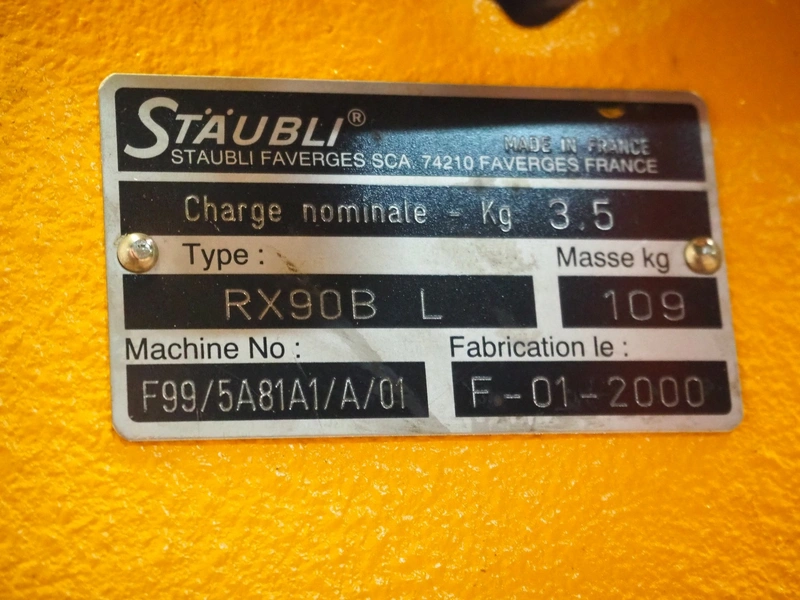 STÄUBLI®
MADE IN FRANCE
STAUBLI FAVERGES SCA 74210 FAVERGES FRANCE
Charge nominale - Kg 3.5
Type : Masse kg
RX90B L 109
Machine No : Fabrication le :
F99/5A81A1/A/01 F-01-2000